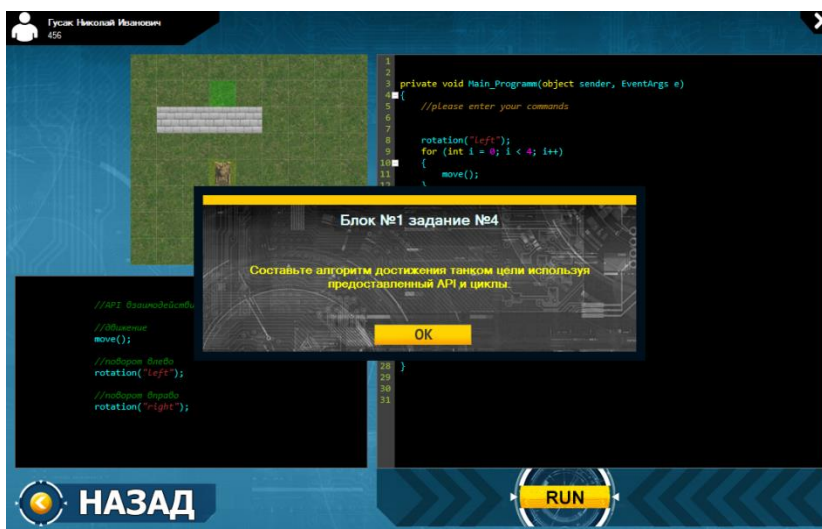 Гусак Николай Иванович
456
1
2
3 private void Main_Programm(object sender, EventArgs e)
4 {
5 //please enter your commands
6
7
8 rotation("left");
9 for (int i = 0; i < 4; i++)
10 {
11 move();
12 }
Блок №1 задание №4
Составьте алгоритм достижения танком цели используя
предоставленный API и циклы.
OK
//API
//движение
move();
//поворот влево
rotation("left");
//поворот вправо
rotation("right");
28 }
29
30
31
НАЗАД
RUN